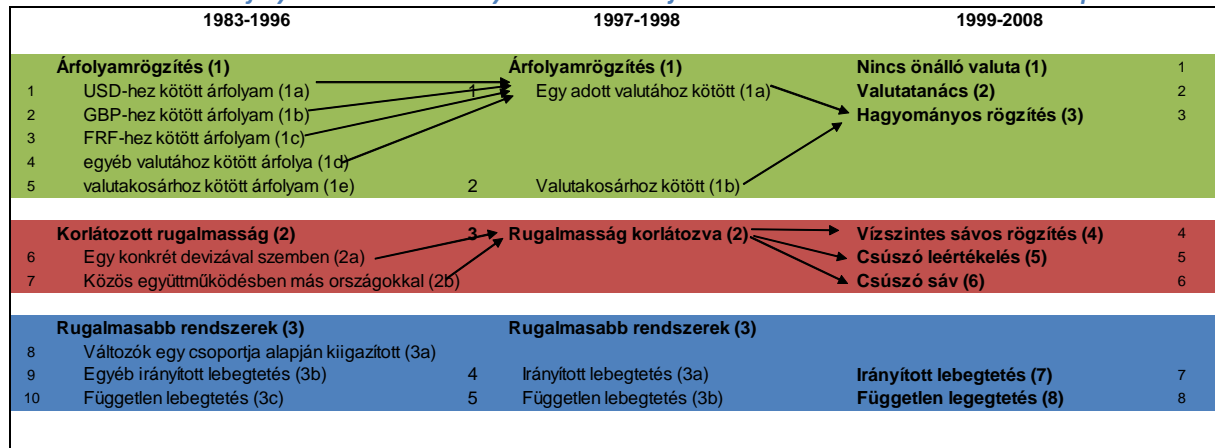 1983-1996 1997-1998 1999-2008
Árfolyamrögzítés (1) Árfolyamrögzítés (1) Nincs önálló valuta (1) 1
1 USD-hez kötött árfolyam (1a) 1 Egy adott valutához kötött (1a) Valutatanács (2) 2
2 GBP-hez kötött árfolyam (1b) Hagyományos rögzítés (3) 3
3 FRF-hez kötött árfolyam (1c)
4 egyéb valutához kötött árfolya (1d)
5 valutakosárhoz kötött árfolyam (1e) 2 Valutakosárhoz kötött (1b)
Korlátozott rugalmasság (2) 3 Rugalmasság korlátozva (2) Vízszintes sávos rögzítés (4) 4
6 Egy konkrét devizával szemben (2a) Csúszó leértékelés (5) 5
7 Közös együttműködésben más országokkal (2b) Csúszó sáv (6) 6
Rugalmasabb rendszerek (3) Rugalmasabb rendszerek (3)
8 Változók egy csoportja alapján kiigazított (3a)
9 Egyéb irányított lebegtetés (3b) 4 Irányított lebegtetés (3a) Irányított lebegtetés (7) 7
10 Független lebegtetés (3c) 5 Független lebegtetés (3b) Független legegtetés (8) 8